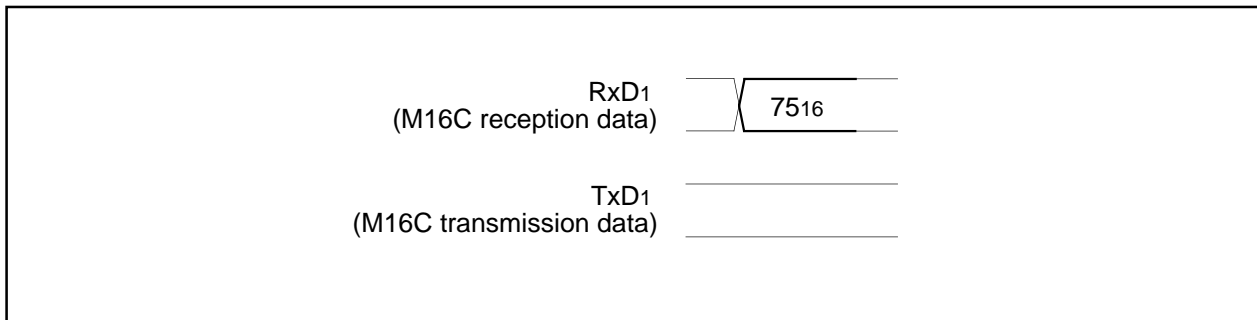 RxD1
(M16C reception data)
7516
TxD1
(M16C transmission data)